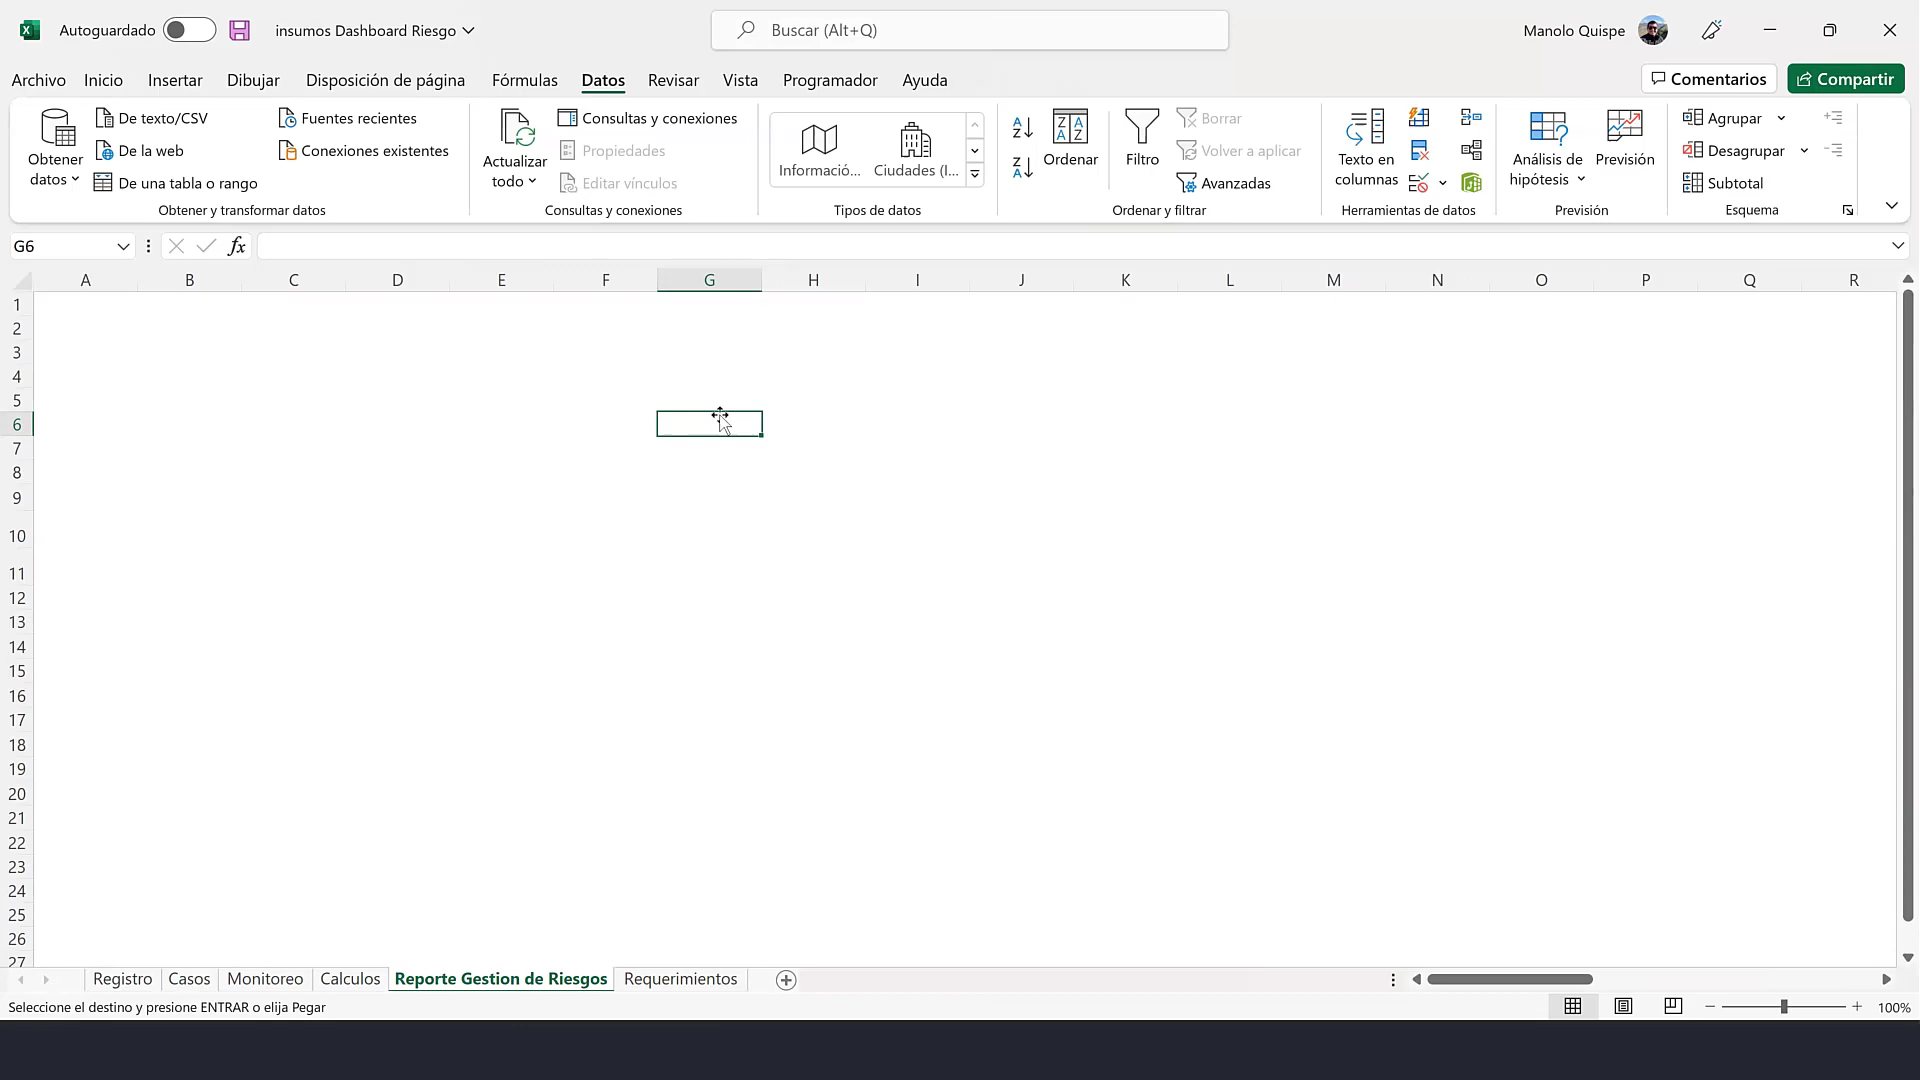 Autoguardado
insumos Dashboard Riesgo
Buscar (Alt+Q)
Manolo Quispe
Archivo Inicio Insertar Dibujar Disposición de página Fórmulas Datos Revisar Vista Programador Ayuda
Comentarios
Compartir
Obtener datos
De texto/CSV
De la web
De una tabla o rango
Fuentes recientes
Conexiones existentes
Obtener y transformar datos
Actualizar todo
Consultas y conexiones
Propiedades
Editar vínculos
Consultas y conexiones
Informació...
Ciudades (I...
Tipos de datos
Ordenar
Filtro
Borrar
Volver a aplicar
Avanzadas
Ordenar y filtrar
Texto en columnas
Herramientas de datos
Análisis de hipótesis
Previsión
Previsión
Agrupar
Desagrupar
Subtotal
Esquema
G6
fx
A B C D E F G H I J K L M N O P Q R
1
2
3
4
5
6
7
8
9
10
11
12
13
14
15
16
17
18
19
20
21
22
23
24
25
26
27
Registro Casos Monitoreo Calculos Reporte Gestion de Riesgos Requerimientos
Seleccione el destino y presione ENTRAR o elija Pegar
100%